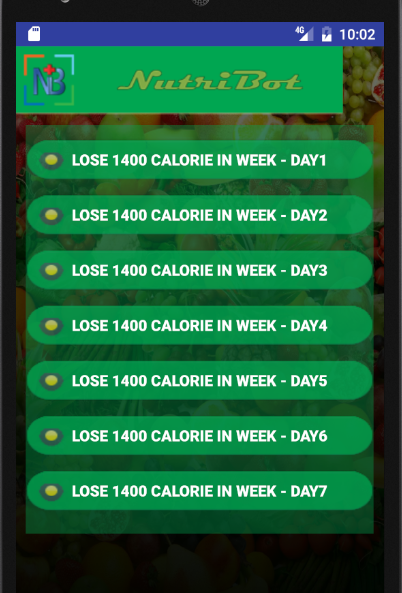 4G 10:02
NB NutriBot
LOSE 1400 CALORIE IN WEEK - DAY1
LOSE 1400 CALORIE IN WEEK - DAY2
LOSE 1400 CALORIE IN WEEK - DAY3
LOSE 1400 CALORIE IN WEEK - DAY4
LOSE 1400 CALORIE IN WEEK - DAY5
LOSE 1400 CALORIE IN WEEK - DAY6
LOSE 1400 CALORIE IN WEEK - DAY7